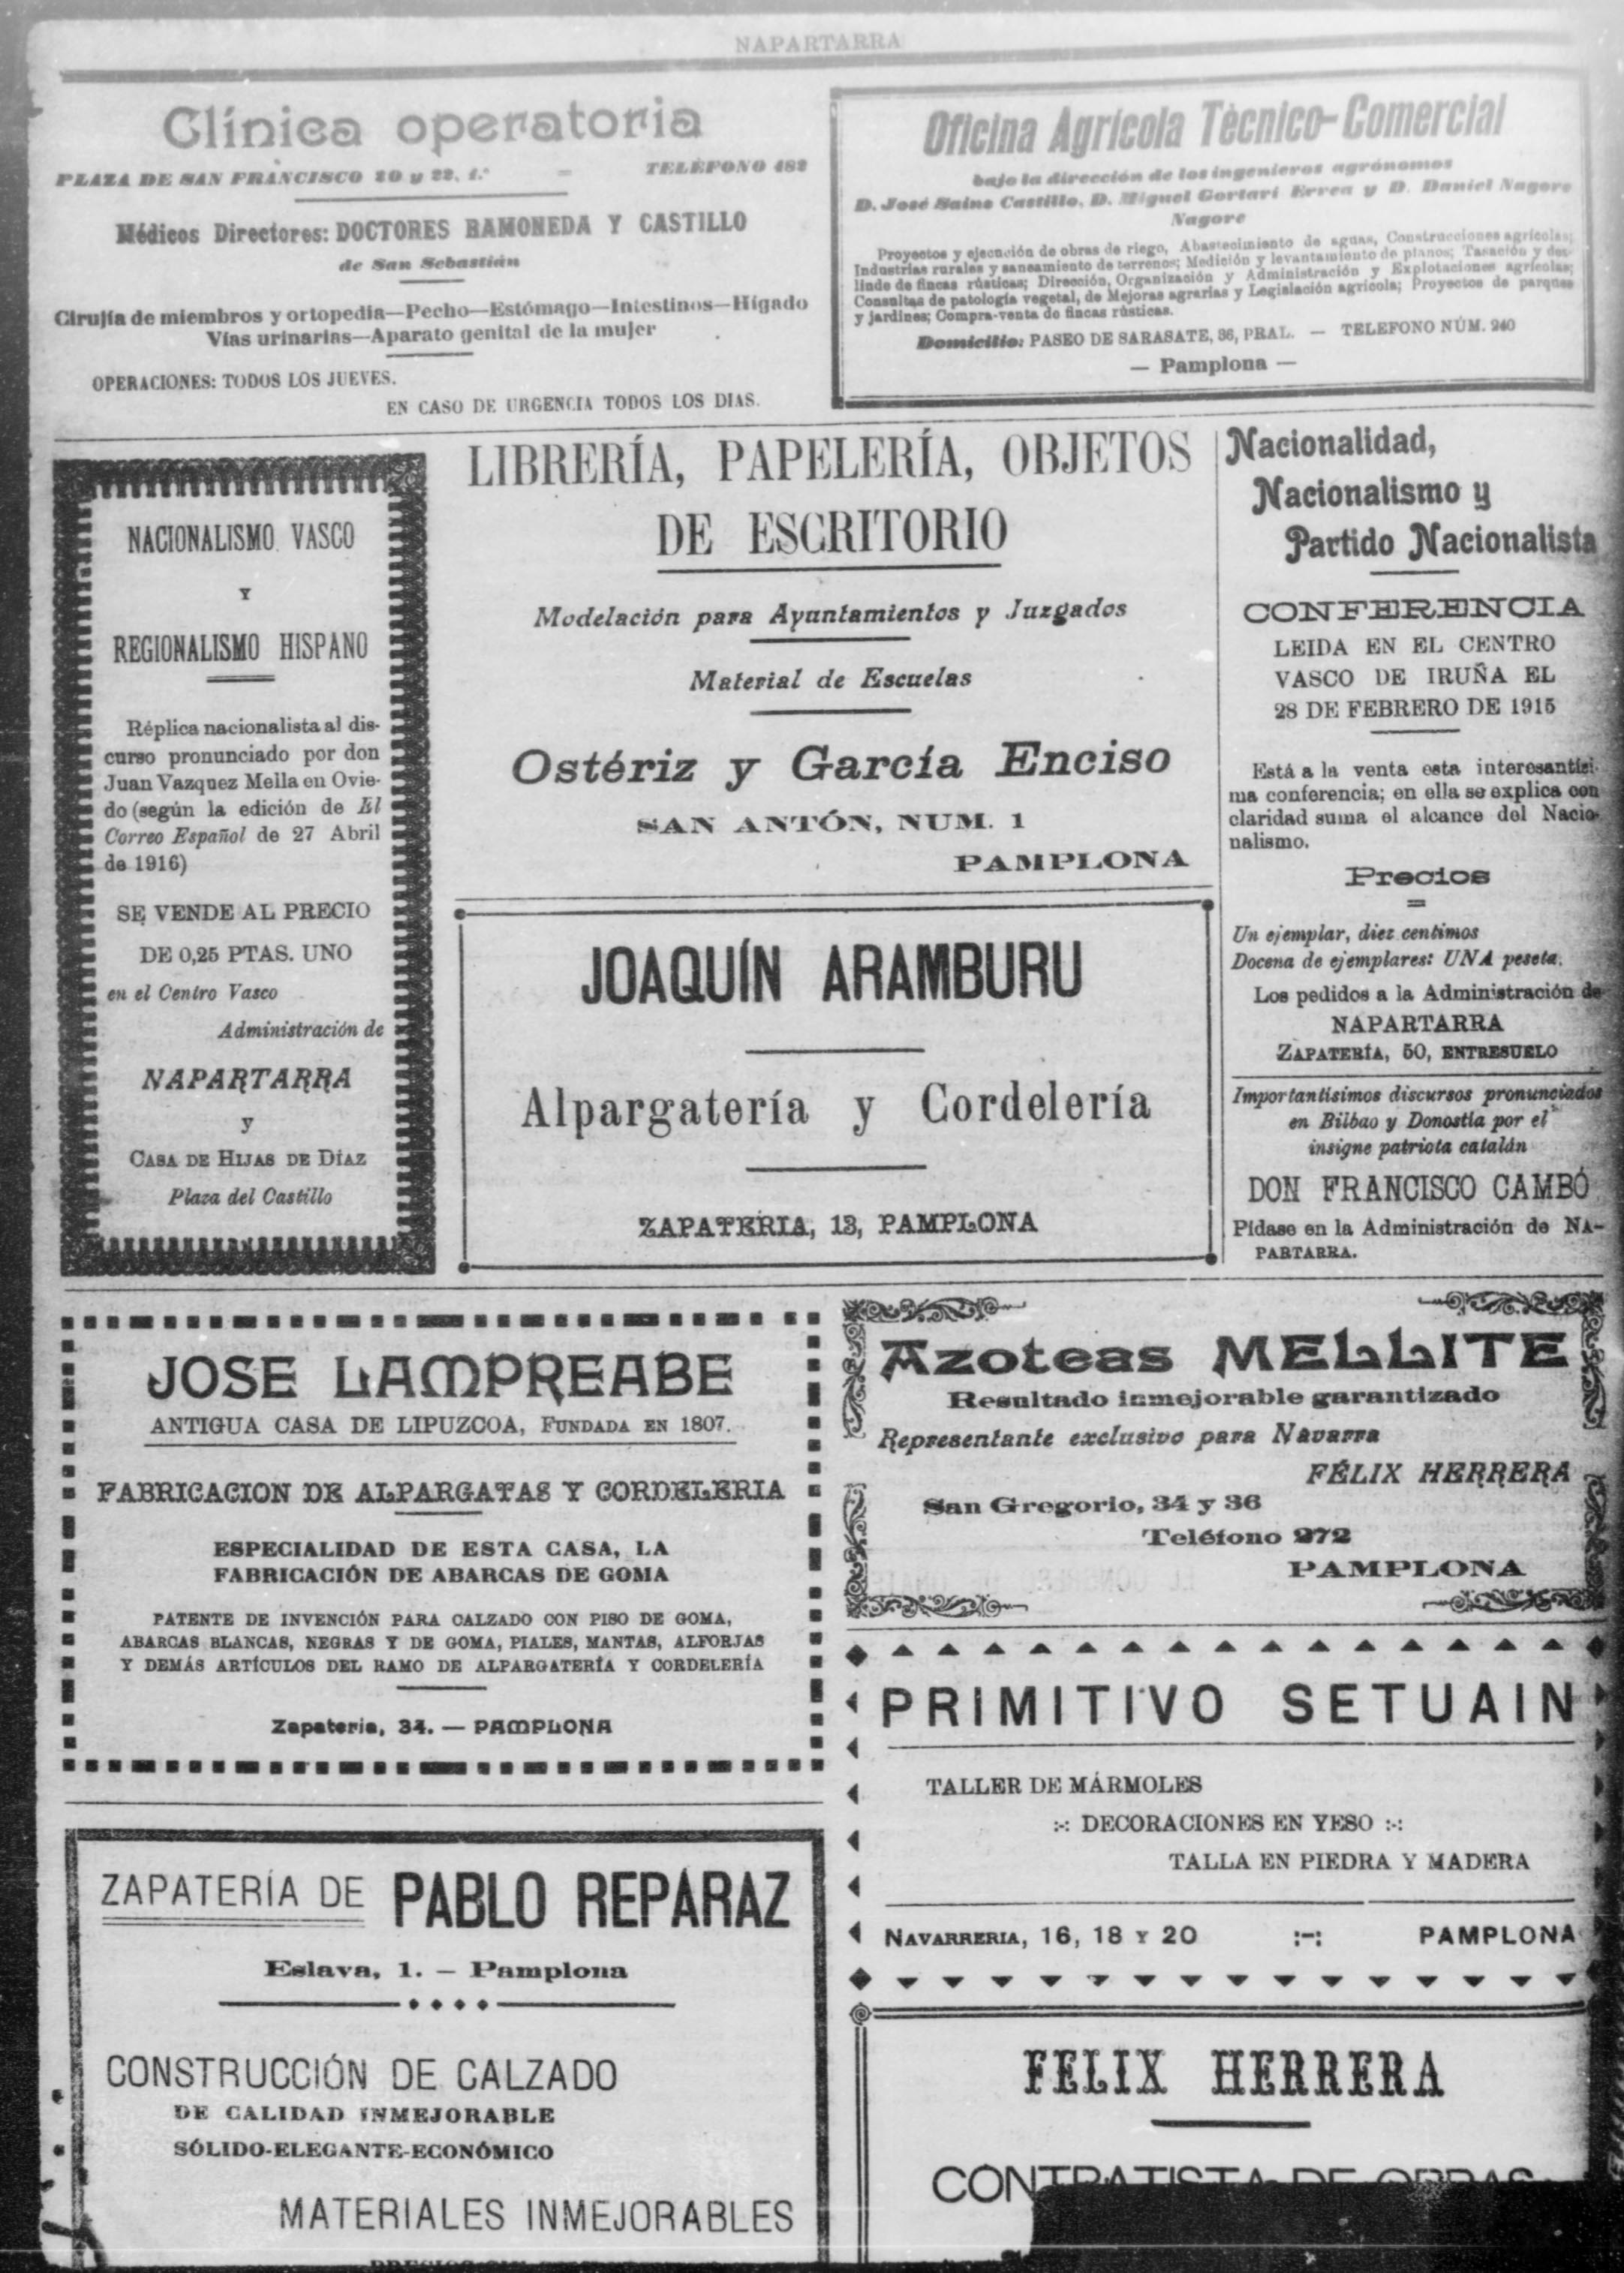 NAPARTARRA
Clínica operatoria
PLAZA DE SAN FRANCISCO 20 y 22, 1.° = TELÉFONO 482
Médicos Directores: DOCTORES RAMONEDA Y CASTILLO
de San Sebastián
Cirujía de miembros y ortopedia—Pecho—Estómago—Intestinos—Hígado
Vías urinarias—Aparato genital de la mujer
OPERACIONES: TODOS LOS JUEVES.
EN CASO DE URGENCIA TODOS LOS DIAS.
Oficina Agrícola Técnico-Comercial
bajo la dirección de los ingenieros agrónomos
D. José Sainz Castillo, D. Miguel Gortari Errea y D. Daniel Nagore
Nagore
Proyectos y ejecución de obras de riego, Abastecimiento de aguas, Construcciones agrícolas;
Industrias rurales y saneamiento de terrenos; Medición y levantamiento de planos; Tasación y des-
linde de fincas rústicas; Dirección, Organización y Administración y Explotaciones agrícolas;
Consultas de patología vegetal, de Mejoras agrarias y Legislación agrícola; Proyectos de parques
y jardines; Compra-venta de fincas rústicas.
Domicilio: PASEO DE SARASATE, 36, PRAL. — TELEFONO NÚM. 240
— Pamplona —
NACIONALISMO VASCO
Y
REGIONALISMO HISPANO
Réplica nacionalista al dis-
curso pronunciado por don
Juan Vazquez Mella en Ovie-
do (según la edición de El
Correo Español de 27 Abril
de 1916)
SE VENDE AL PRECIO
DE 0,25 PTAS. UNO
en el Centro Vasco
Administración de
NAPARTARRA
y
CASA DE HIJAS DE DÍAZ
Plaza del Castillo
LIBRERÍA, PAPELERÍA, OBJETOS
DE ESCRITORIO
Modelación para Ayuntamientos y Juzgados
Material de Escuelas
Ostériz y García Enciso
SAN ANTÓN, NUM. 1
PAMPLONA
JOAQUÍN ARAMBURU
Alpargatería y Cordelería
ZAPATERIA, 13, PAMPLONA
Nacionalidad,
Nacionalismo y
Partido Nacionalista
CONFERENCIA
LEIDA EN EL CENTRO
VASCO DE IRUÑA EL
28 DE FEBRERO DE 1915
Está a la venta esta interesantísi-
ma conferencia; en ella se explica con
claridad suma el alcance del Nacio-
nalismo.
Precios
=
Un ejemplar, diez centimos
Docena de ejemplares: UNA peseta.
Los pedidos a la Administración de
NAPARTARRA
ZAPATERÍA, 50, ENTRESUELO
Importantísimos discursos pronunciados
en Bilbao y Donostia por el
insigne patriota catalán
DON FRANCISCO CAMBÓ
Pídase en la Administración de NA-
PARTARRA.
JOSE LAMPREABE
ANTIGUA CASA DE LIPUZCOA, FUNDADA EN 1807.
FABRICACION DE ALPARGATAS Y CORDELERIA
ESPECIALIDAD DE ESTA CASA, LA
FABRICACIÓN DE ABARCAS DE GOMA
PATENTE DE INVENCIÓN PARA CALZADO CON PISO DE GOMA,
ABARCAS BLANCAS, NEGRAS Y DE GOMA, PIALES, MANTAS, ALFORJAS
Y DEMÁS ARTÍCULOS DEL RAMO DE ALPARGATERÍA Y CORDELERÍA
Zapateria, 34. — PAMPLONA
Azoteas MELLITE
Resultado inmejorable garantizado
Representante exclusivo para Navarra
FÉLIX HERRERA
San Gregorio, 34 y 36
Teléfono 272
PAMPLONA
PRIMITIVO SETUAIN
TALLER DE MÁRMOLES
:-: DECORACIONES EN YESO :-:
TALLA EN PIEDRA Y MADERA
NAVARRERIA, 16, 18 Y 20 :-: PAMPLONA
ZAPATERÍA DE PABLO REPARAZ
Eslava, 1. — Pamplona
CONSTRUCCIÓN DE CALZADO
DE CALIDAD INMEJORABLE
SÓLIDO-ELEGANTE-ECONÓMICO
MATERIALES INMEJORABLES
FELIX HERRERA
CONTRATISTA DE OBRAS